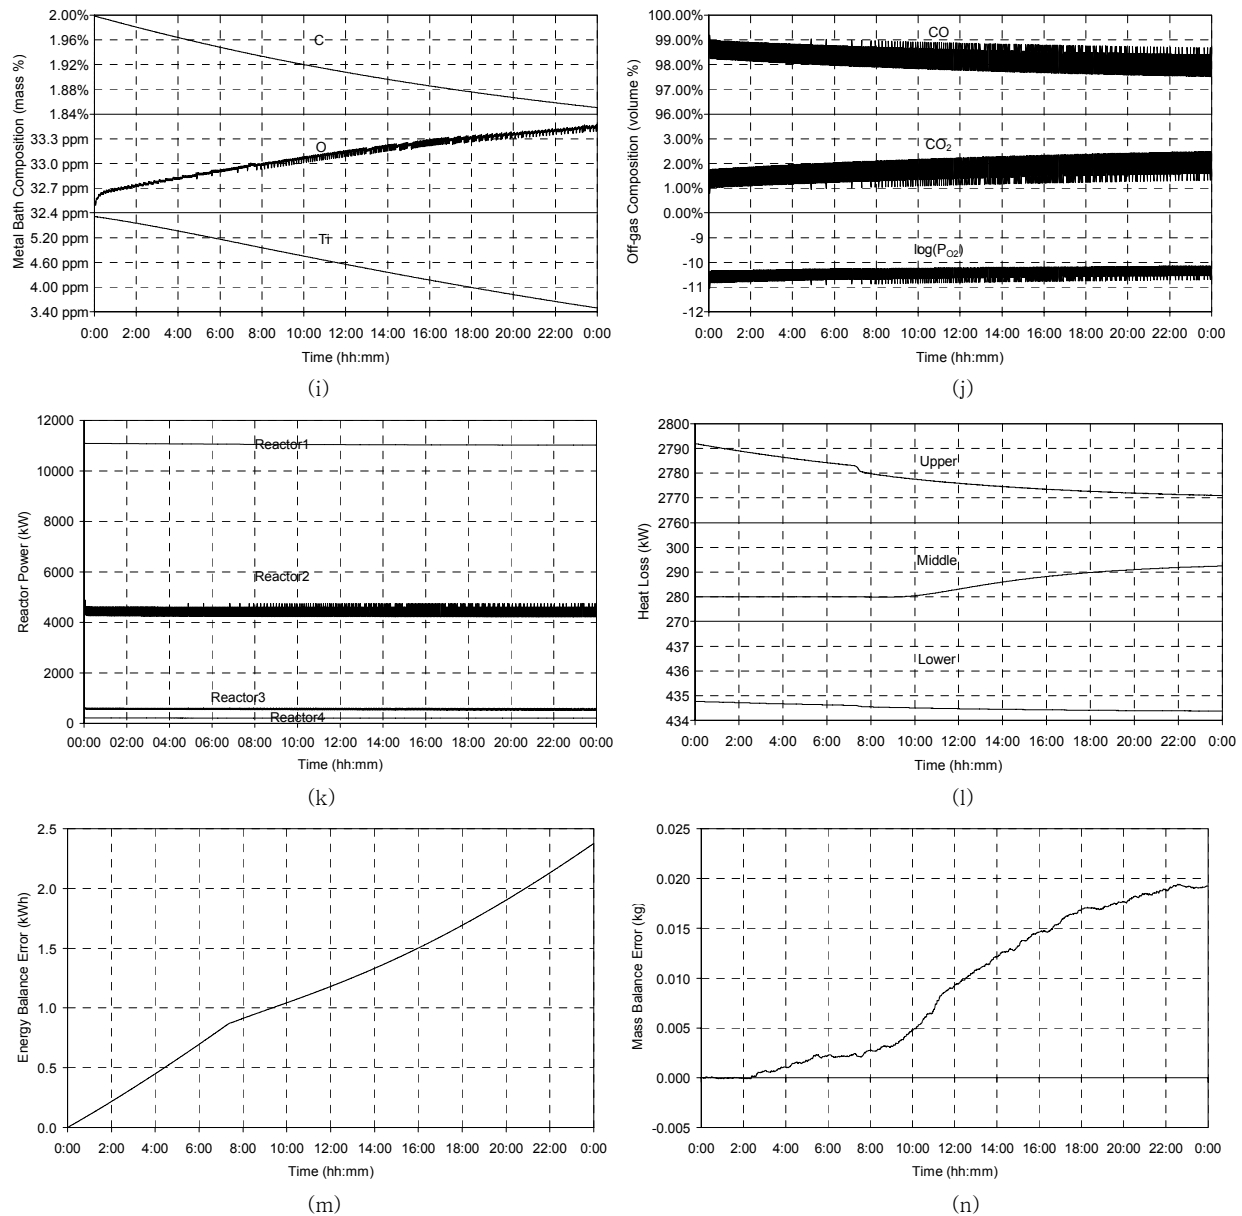 2.00%
1.96%
1.92%
1.88%
1.84%
33.3 ppm
33.0 ppm
32.7 ppm
32.4 ppm
5.20 ppm
4.60 ppm
4.00 ppm
3.40 ppm
Metal Bath Composition (mass %)
C
O
Ti
0:00 2:00 4:00 6:00 8:00 10:00 12:00 14:00 16:00 18:00 20:00 22:00 0:00
Time (hh:mm)
(i)
100.00%
99.00%
98.00%
97.00%
96.00%
3.00%
2.00%
1.00%
0.00%
-9
-10
-11
-12
Off-gas Composition (volume %)
CO
CO2
log(PO2)
0:00 2:00 4:00 6:00 8:00 10:00 12:00 14:00 16:00 18:00 20:00 22:00 0:00
Time (hh:mm)
(j)
12000
10000
8000
6000
4000
2000
0
Reactor Power (kW)
Reactor1
Reactor2
Reactor3
Reactor4
00:00 02:00 04:00 06:00 08:00 10:00 12:00 14:00 16:00 18:00 20:00 22:00 00:00
Time (hh:mm)
(k)
2800
2790
2780
2770
2760
300
290
280
270
437
436
435
434
Heat Loss (kW)
Upper
Middle
Lower
0:00 2:00 4:00 6:00 8:00 10:00 12:00 14:00 16:00 18:00 20:00 22:00 0:00
Time (hh:mm)
(l)
2.5
2.0
1.5
1.0
0.5
0.0
Energy Balance Error (kWh)
0:00 2:00 4:00 6:00 8:00 10:00 12:00 14:00 16:00 18:00 20:00 22:00 0:00
Time (hh:mm)
(m)
0.025
0.020
0.015
0.010
0.005
0.000
-0.005
Mass Balance Error (kg)
0:00 2:00 4:00 6:00 8:00 10:00 12:00 14:00 16:00 18:00 20:00 22:00 0:00
Time (hh:mm)
(n)